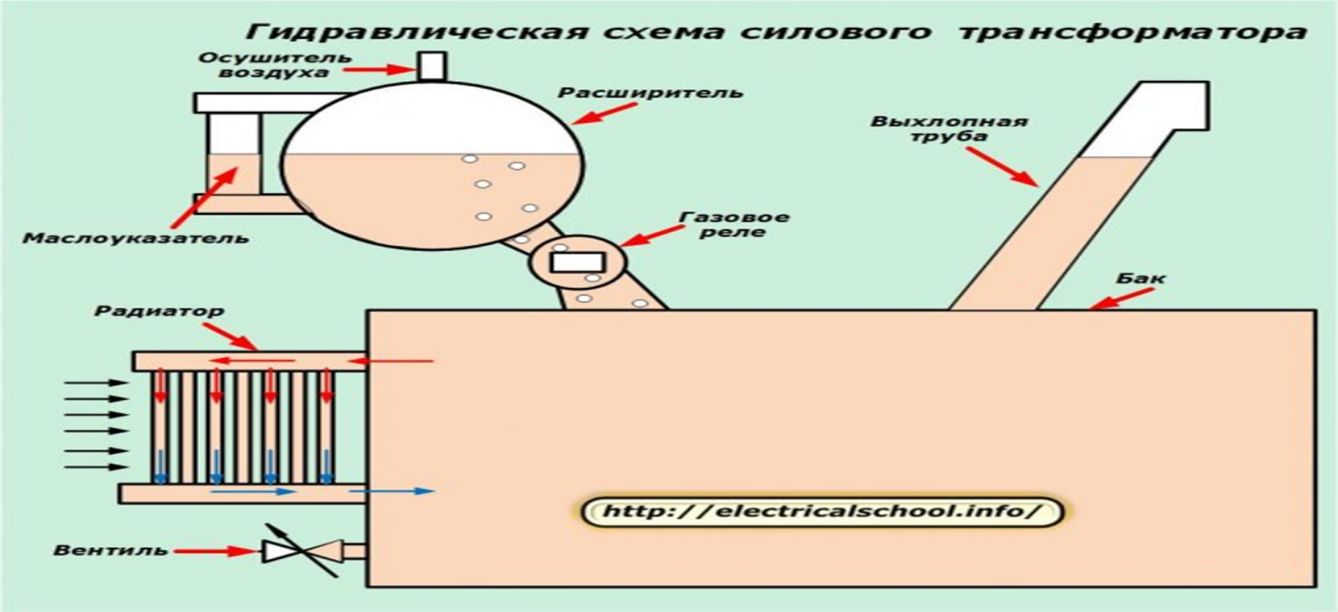 Гидравлическая схема силового трансформатора
Осушитель
воздуха
Расширитель
Выхлопная
труба
Газовое
реле
Маслоуказатель
Бак
Радиатор
http://electricalschool.info/
Вентиль